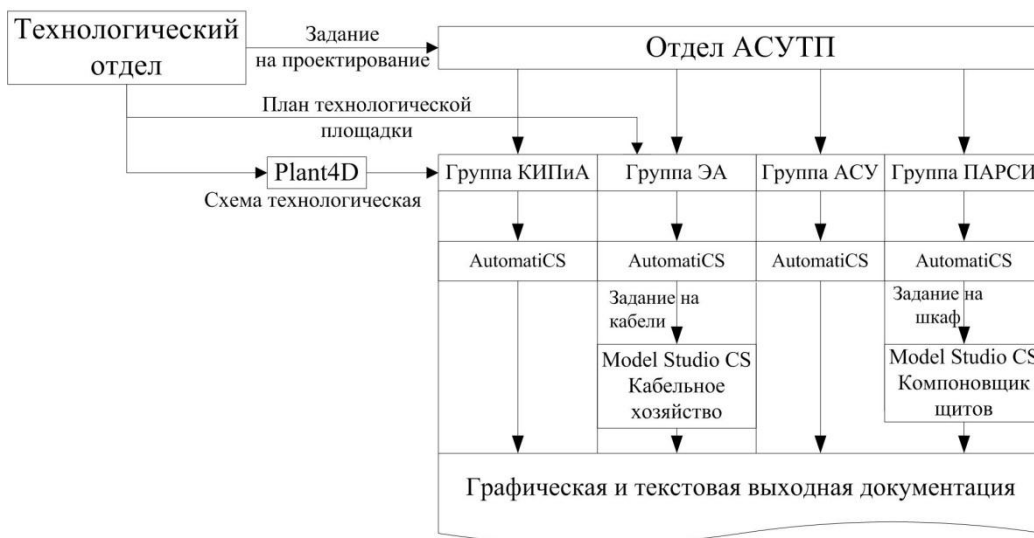 Технологический
отдел
Задание
на проектирование
Отдел АСУТП
План технологической
площадки
Plant4D
Схема технологическая
Группа КИПиА
Группа ЭА
Группа АСУ
Группа ПАРСИ
AutomatiCS
AutomatiCS
AutomatiCS
AutomatiCS
Задание на
кабели
Задание на
шкаф
Model Studio CS
Кабельное
хозяйство
Model Studio CS
Компоновщик
щитов
Графическая и текстовая выходная документация